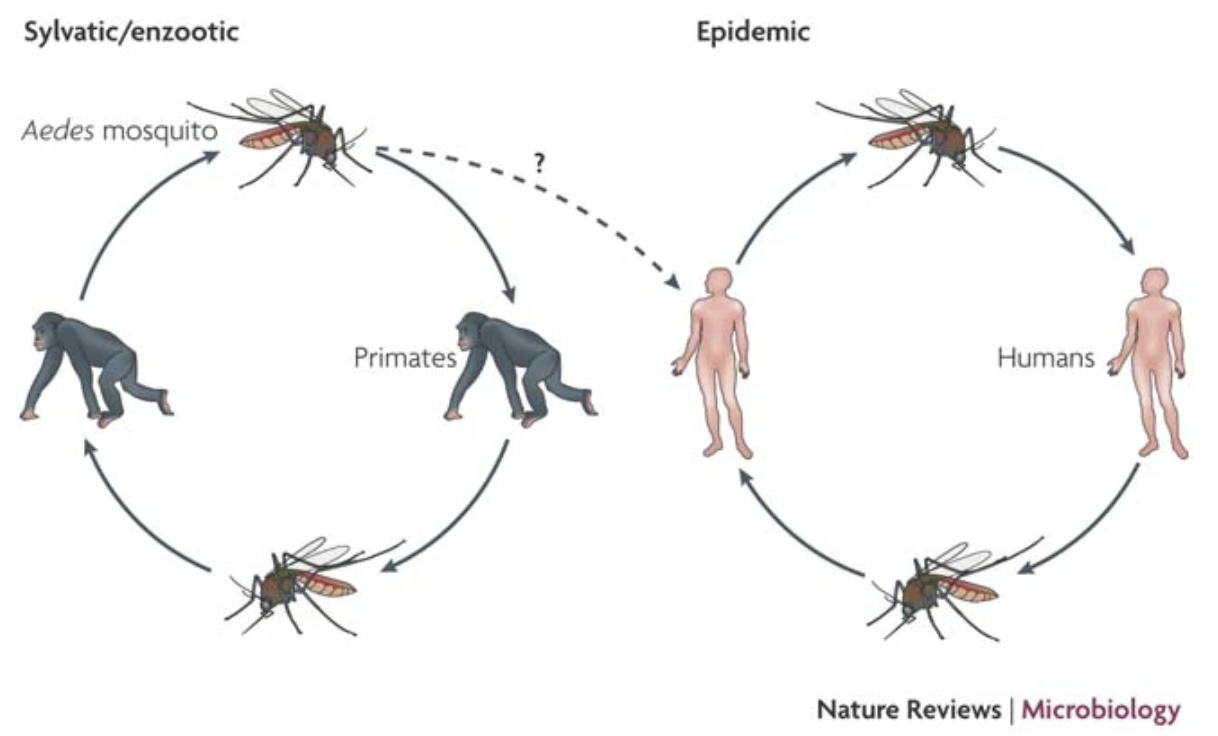 Sylvatic/enzootic
Epidemic
Aedes mosquito
?
Primates
Humans
Nature Reviews | Microbiology